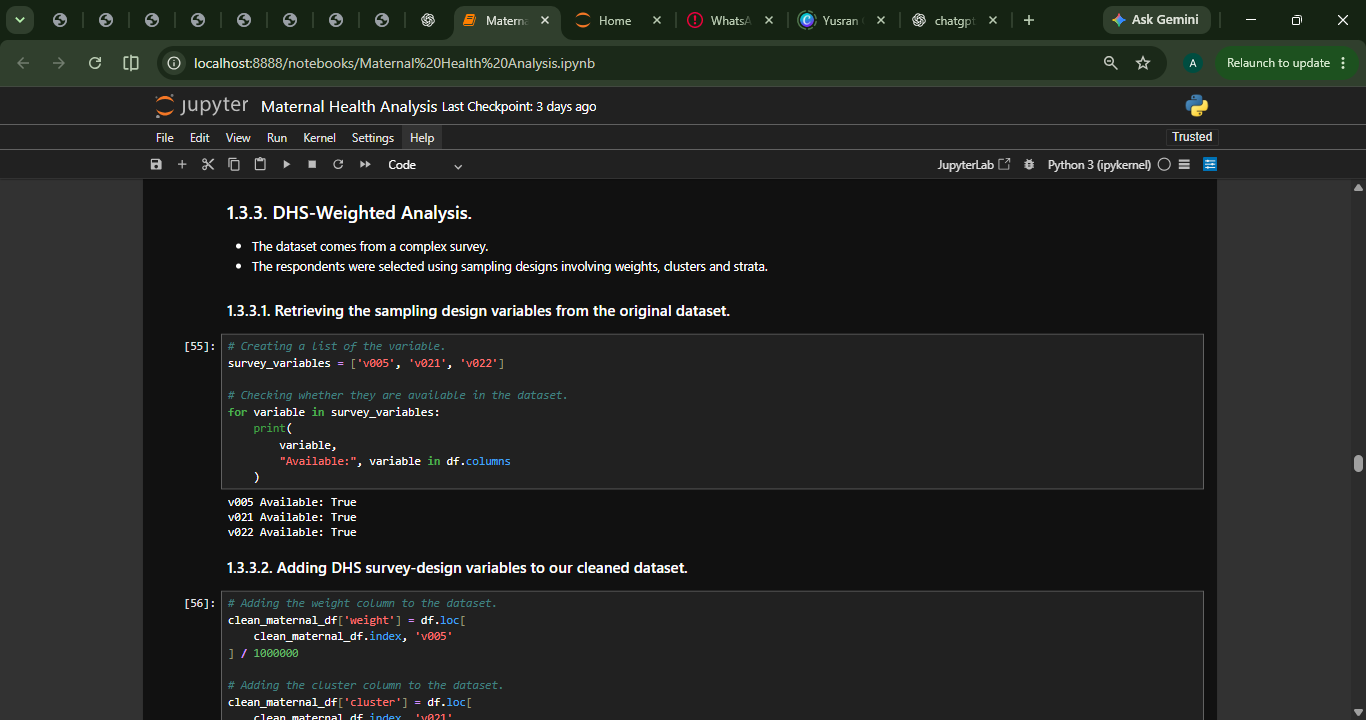 Materna
Home
WhatsA
Yusran
chatgpt
Ask Gemini
localhost:8888/notebooks/Maternal%20Health%20Analysis.ipynb
A
Relaunch to update
jupyter Maternal Health Analysis Last Checkpoint: 3 days ago
File Edit View Run Kernel Settings Help
Trusted
Code
JupyterLab
Python 3 (ipykernel)
1.3.3. DHS-Weighted Analysis.
• The dataset comes from a complex survey.
• The respondents were selected using sampling designs involving weights, clusters and strata.
1.3.3.1. Retrieving the sampling design variables from the original dataset.
[55]:
# Creating a list of the variable.
survey_variables = ['v005', 'v021', 'v022']
# Checking whether they are available in the dataset.
for variable in survey_variables:
    print(
        variable,
        "Available:", variable in df.columns
    )
v005 Available: True
v021 Available: True
v022 Available: True
1.3.3.2. Adding DHS survey-design variables to our cleaned dataset.
[56]:
# Adding the weight column to the dataset.
clean_maternal_df['weight'] = df.loc[
    clean_maternal_df.index, 'v005'
] / 1000000
# Adding the cluster column to the dataset.
clean_maternal_df['cluster'] = df.loc[
    clean_maternal_df.index, 'v021'